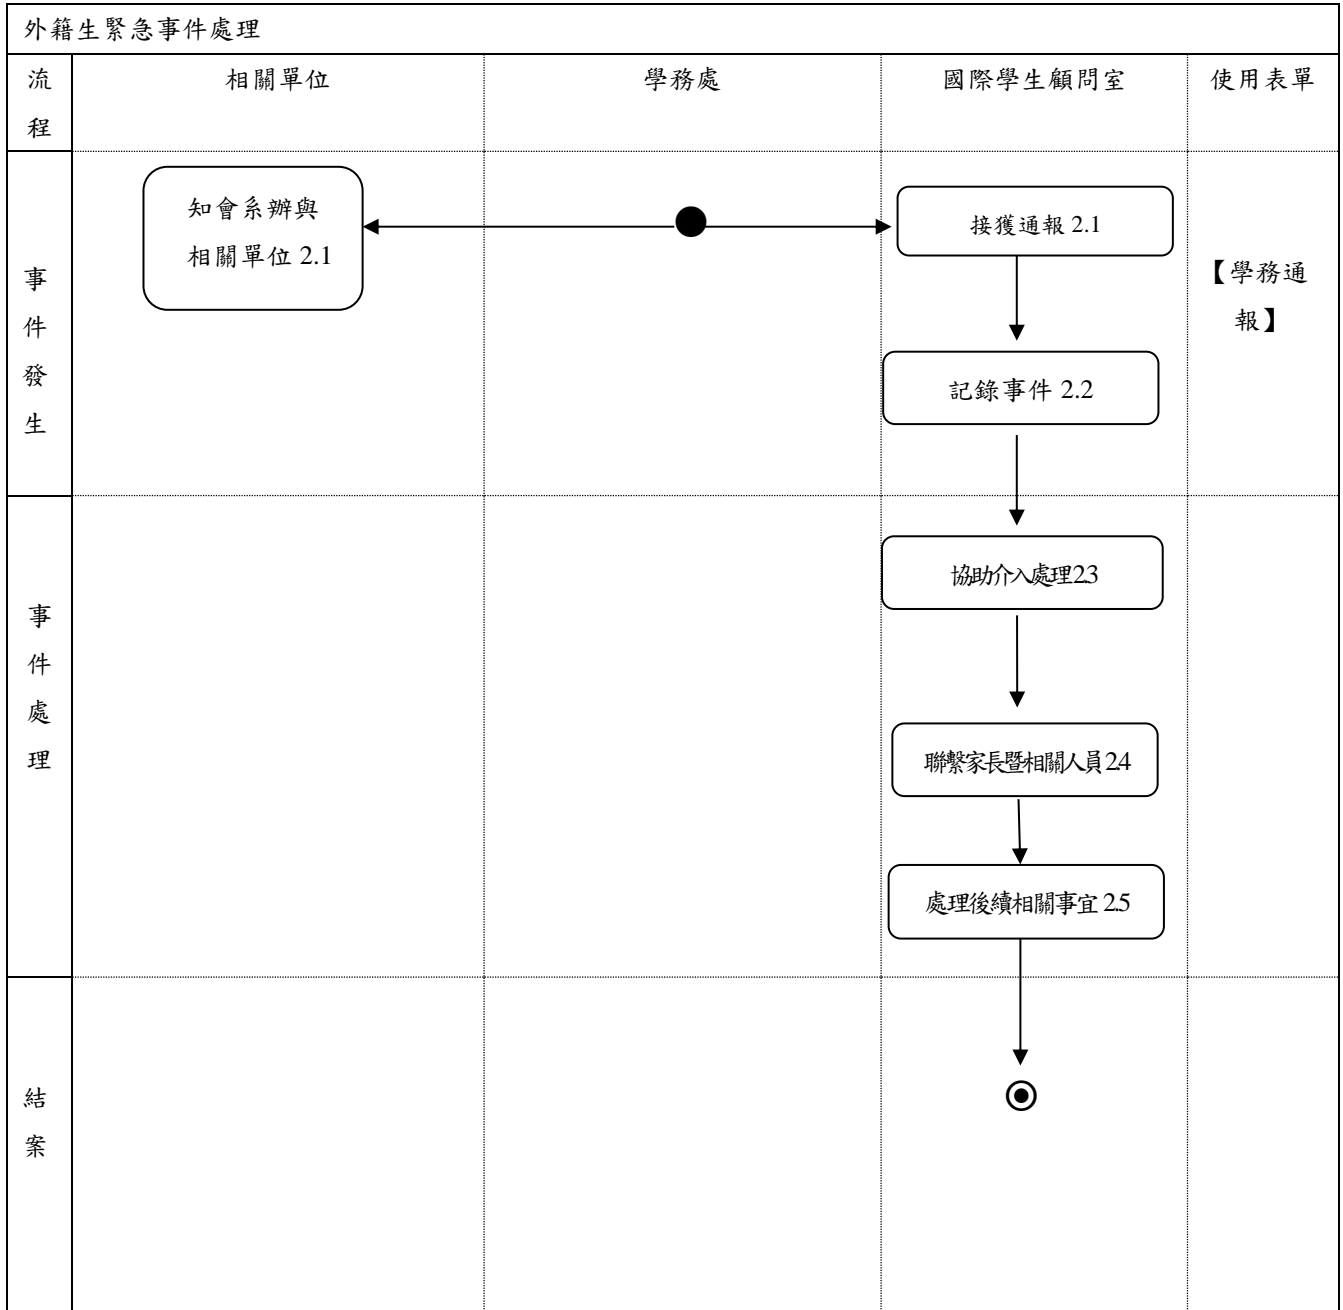 外籍生緊急事件處理
流
程
相關單位
學務處
國際學生顧問室
使用表單
事
件
發
生
知會系辦與
相關單位 2.1
接獲通報 2.1
【學務通
報】
記錄事件 2.2
事
件
處
理
協助介入處理2.3
聯繫家長暨相關人員2.4
處理後續相關事宜 2.5
結
案